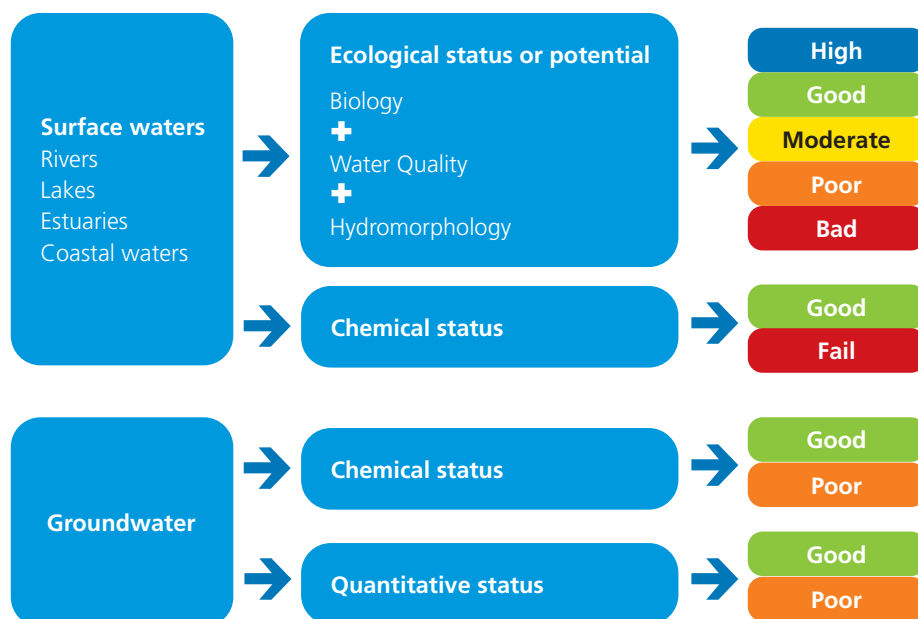 Surface waters
Rivers
Lakes
Estuaries
Coastal waters
Ecological status or potential
Biology
+
Water Quality
+
Hydromorphology
High
Good
Moderate
Poor
Bad
Chemical status
Good
Fail
Groundwater
Chemical status
Good
Poor
Quantitative status
Good
Poor